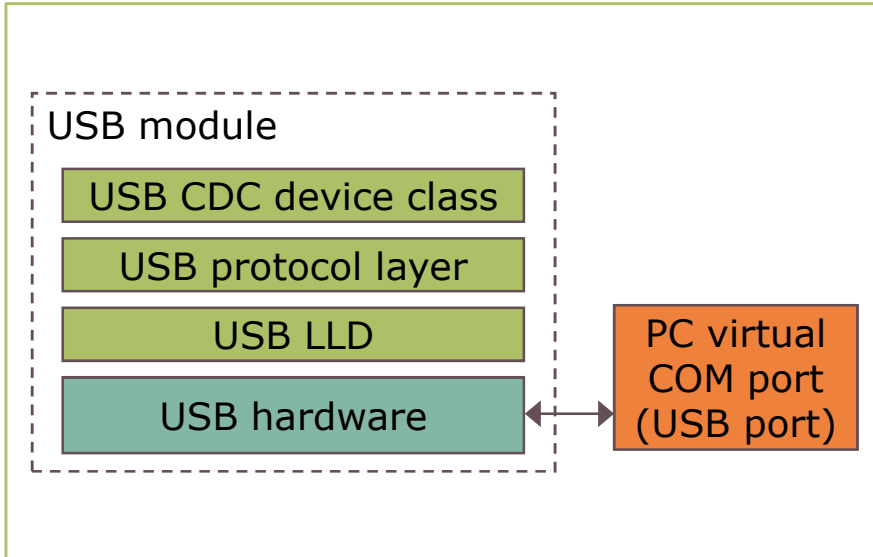 USB module
USB CDC device class
USB protocol layer
USB LLD
USB hardware
PC virtual
COM port
(USB port)